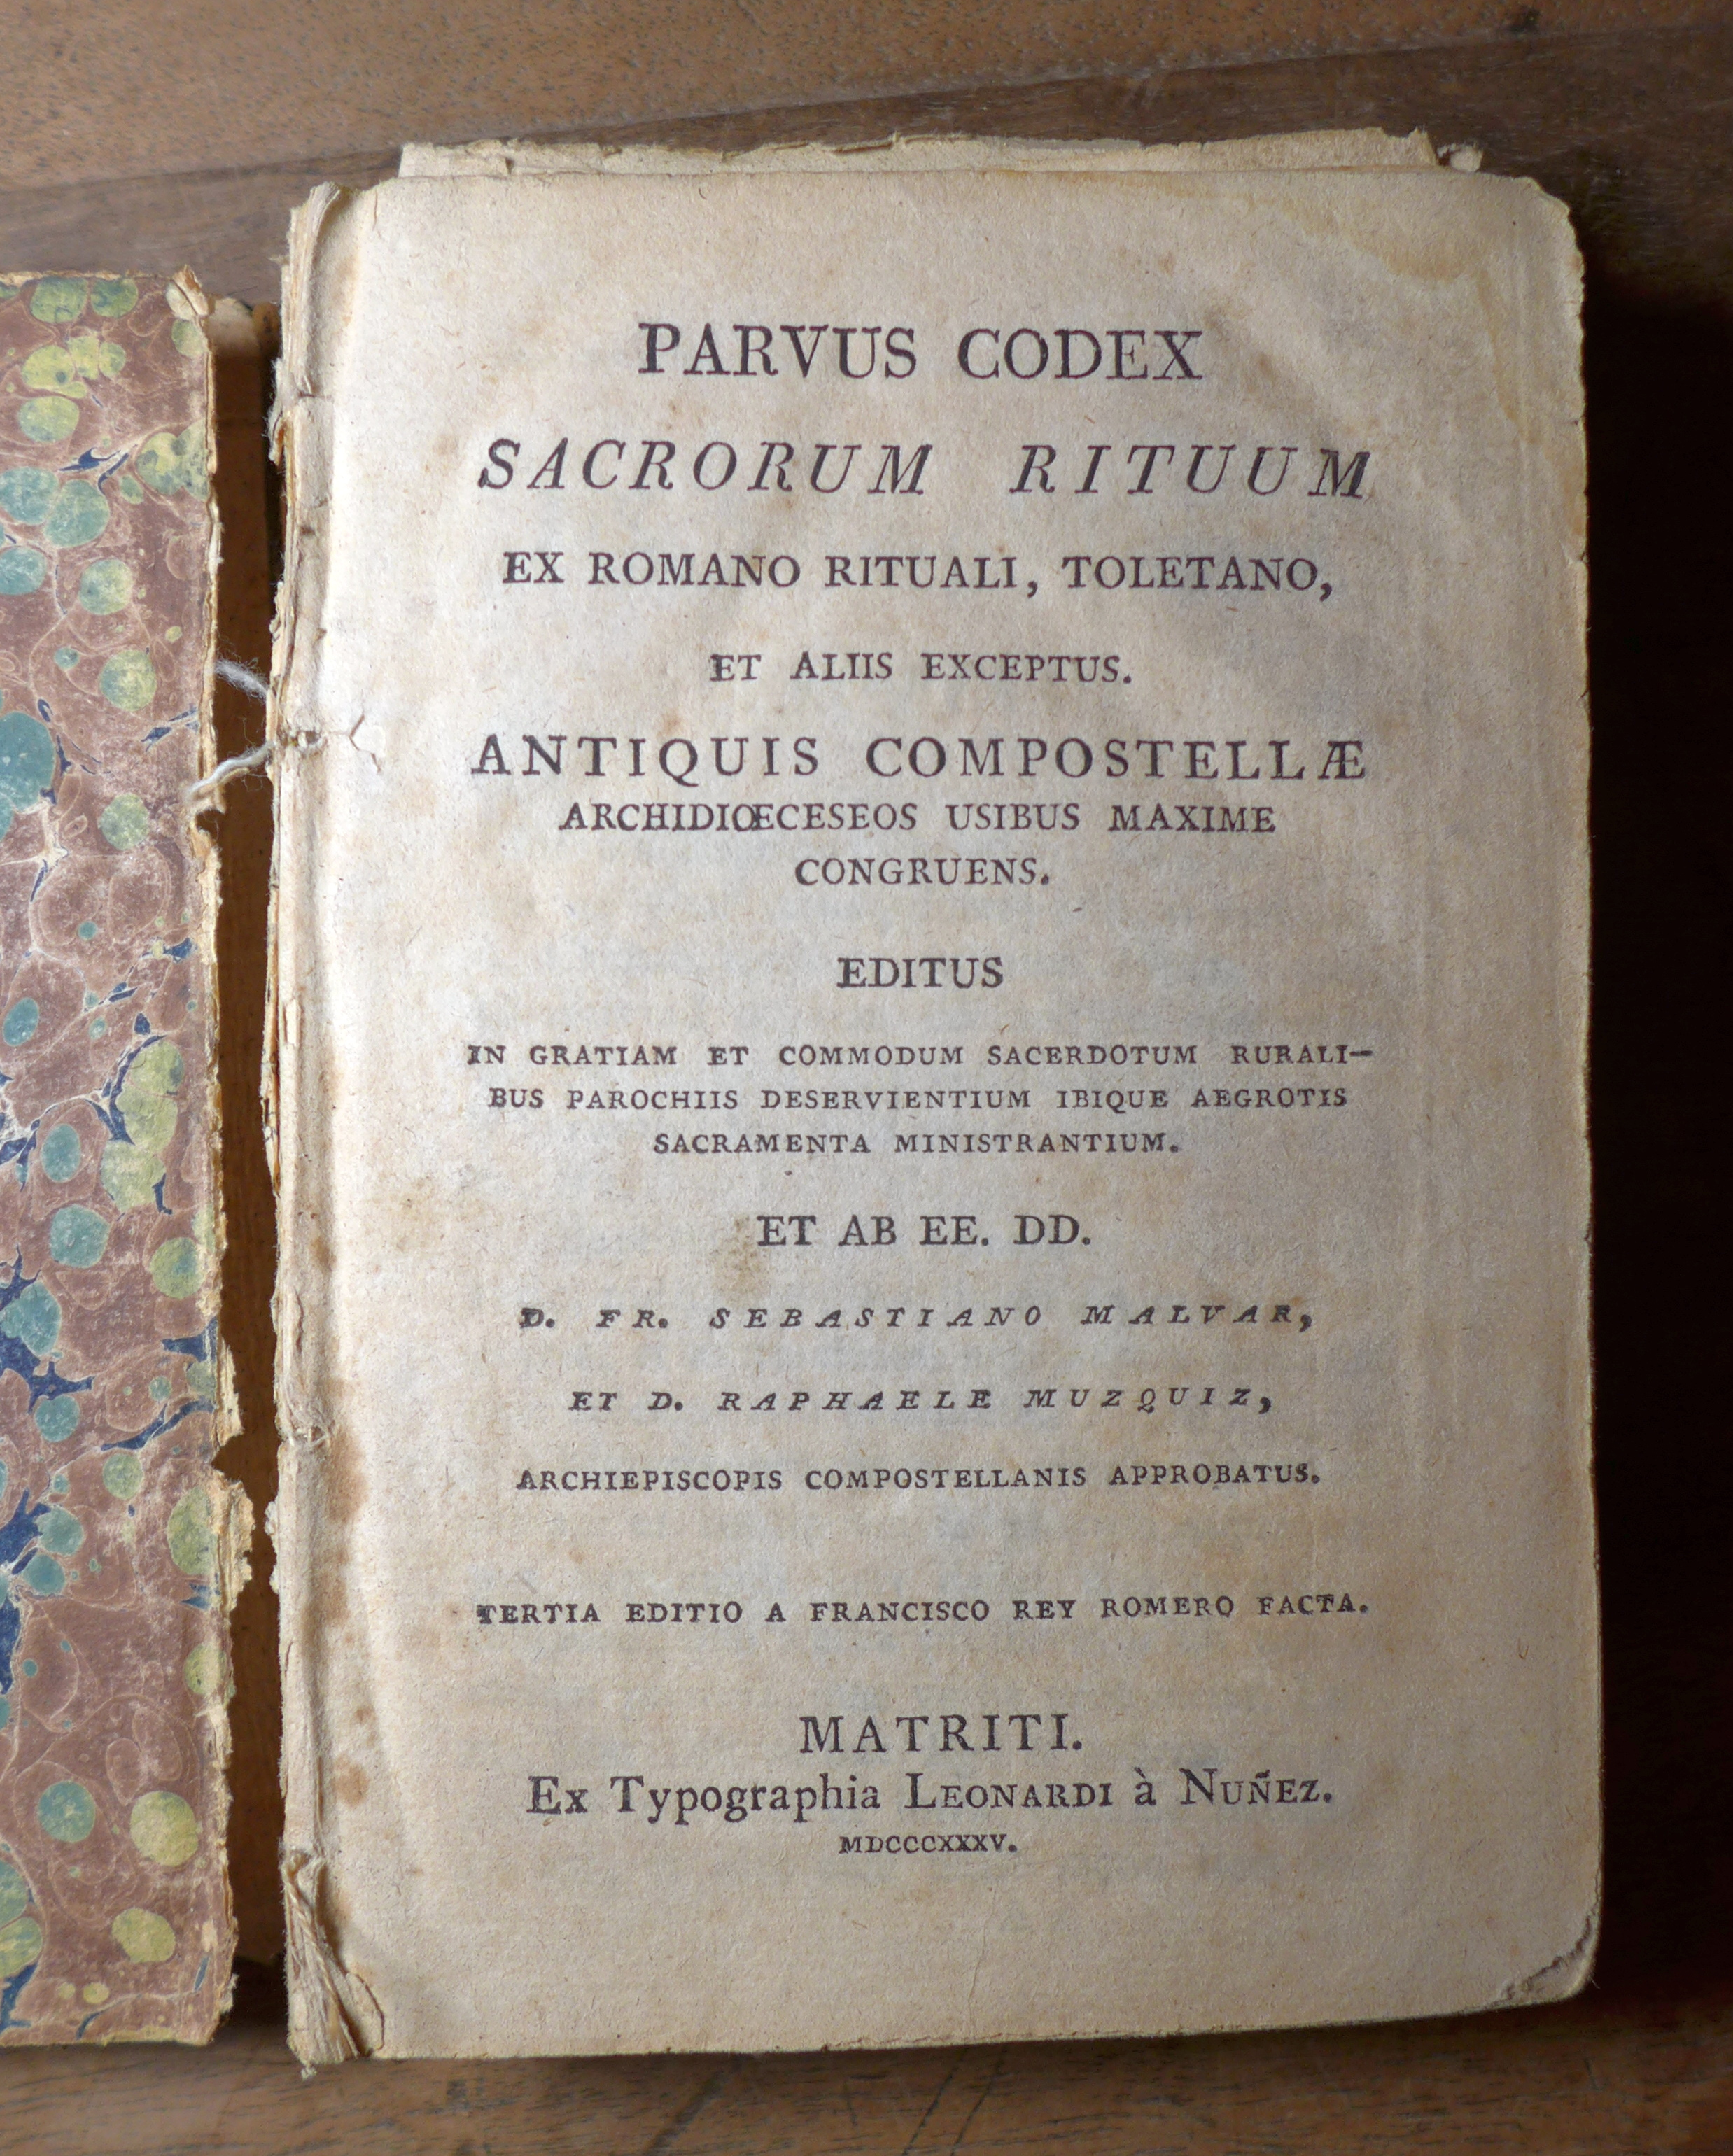 PARVUS CODEX
SACRORUM RITUUM
EX ROMANO RITUALI, TOLETANO,
ET ALIIS EXCEPTUS.
ANTIQUIS COMPOSTELLÆ
ARCHIDIŒCESEOS USIBUS MAXIME
CONGRUENS.
EDITUS
IN GRATIAM ET COMMODUM SACERDOTUM RURALI-
BUS PAROCHIIS DESERVIENTIUM IBIQUE AEGROTIS
SACRAMENTA MINISTRANTIUM.
ET AB EE. DD.
D. FR. SEBASTIANO MALVAR,
ET D. RAPHAELE MUZQUIZ,
ARCHIEPISCOPIS COMPOSTELLANIS APPROBATUS.
TERTIA EDITIO A FRANCISCO REY ROMERO FACTA.
MATRITI.
Ex Typographia LEONARDI à NUÑEZ.
MDCCCXXXV.